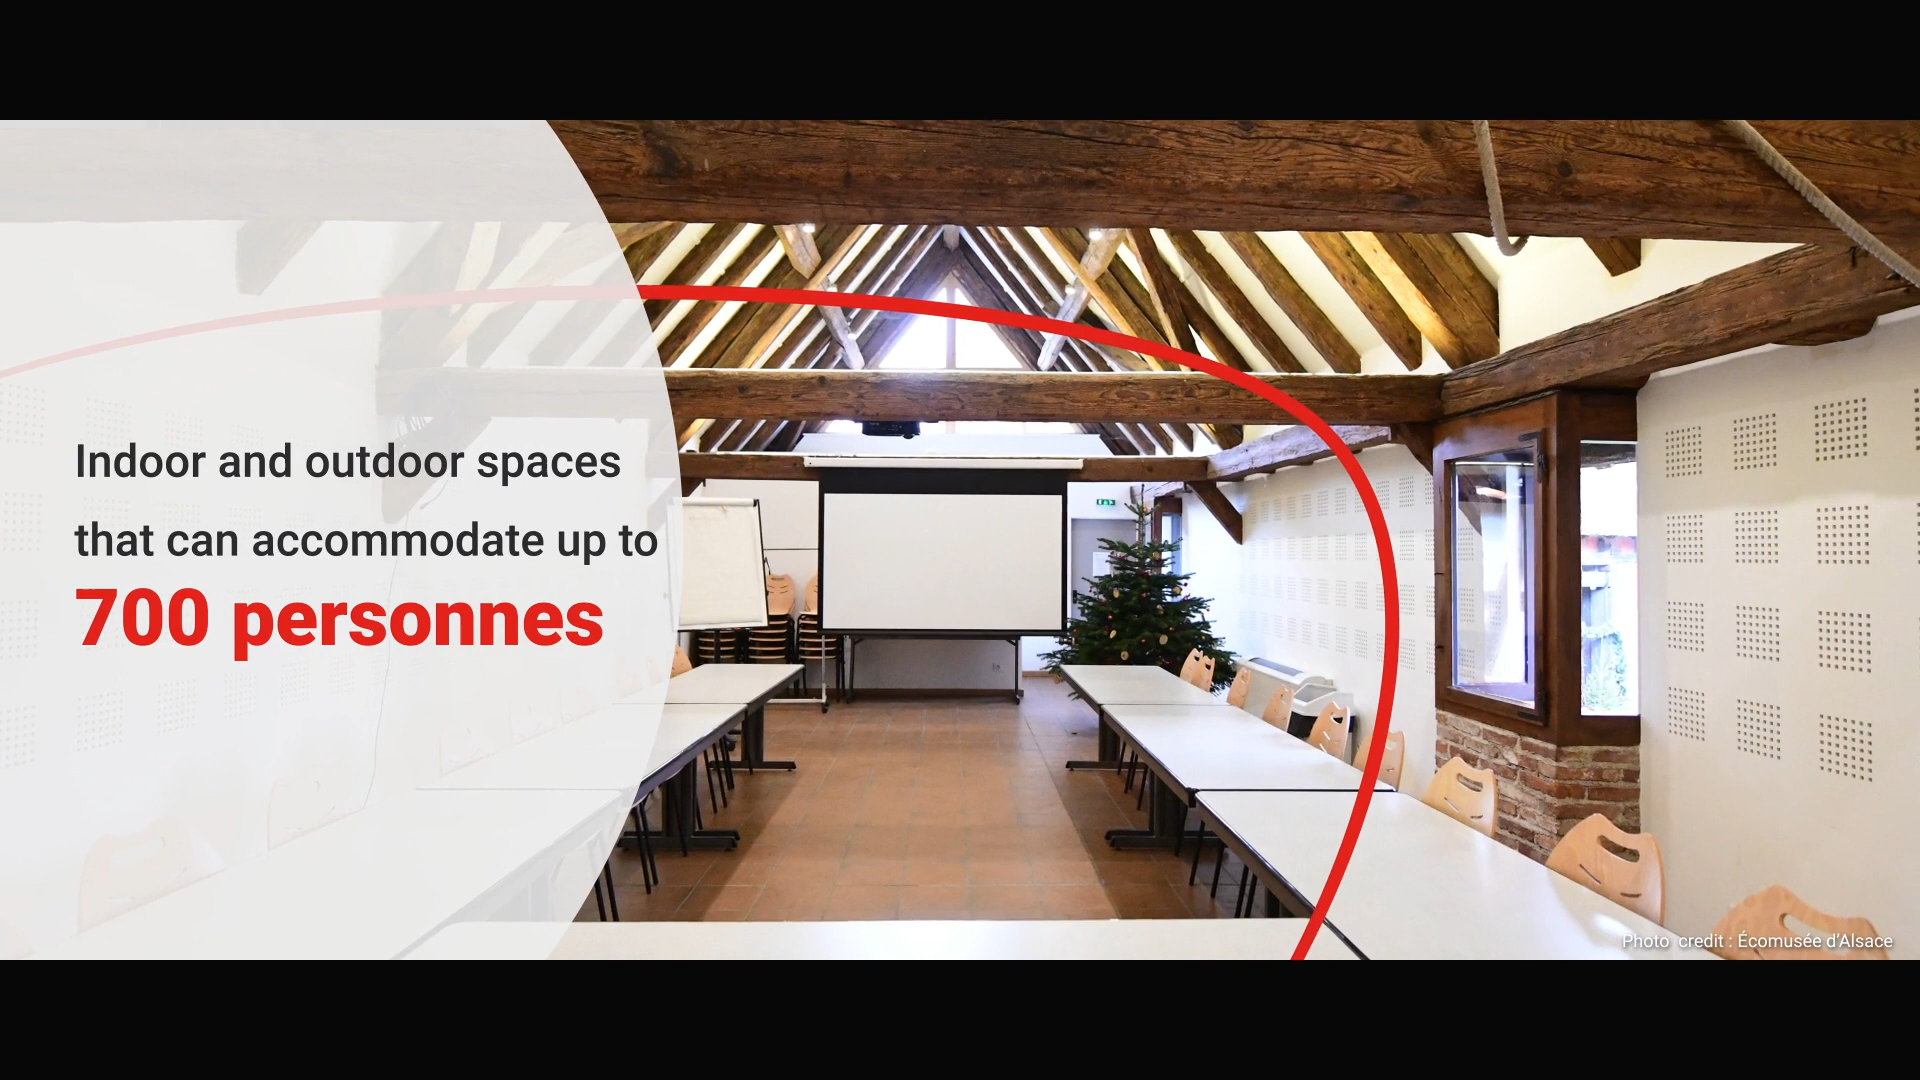 Indoor and outdoor spaces
that can accommodate up to
700 personnes
Photo credit : Écomusée d'Alsace